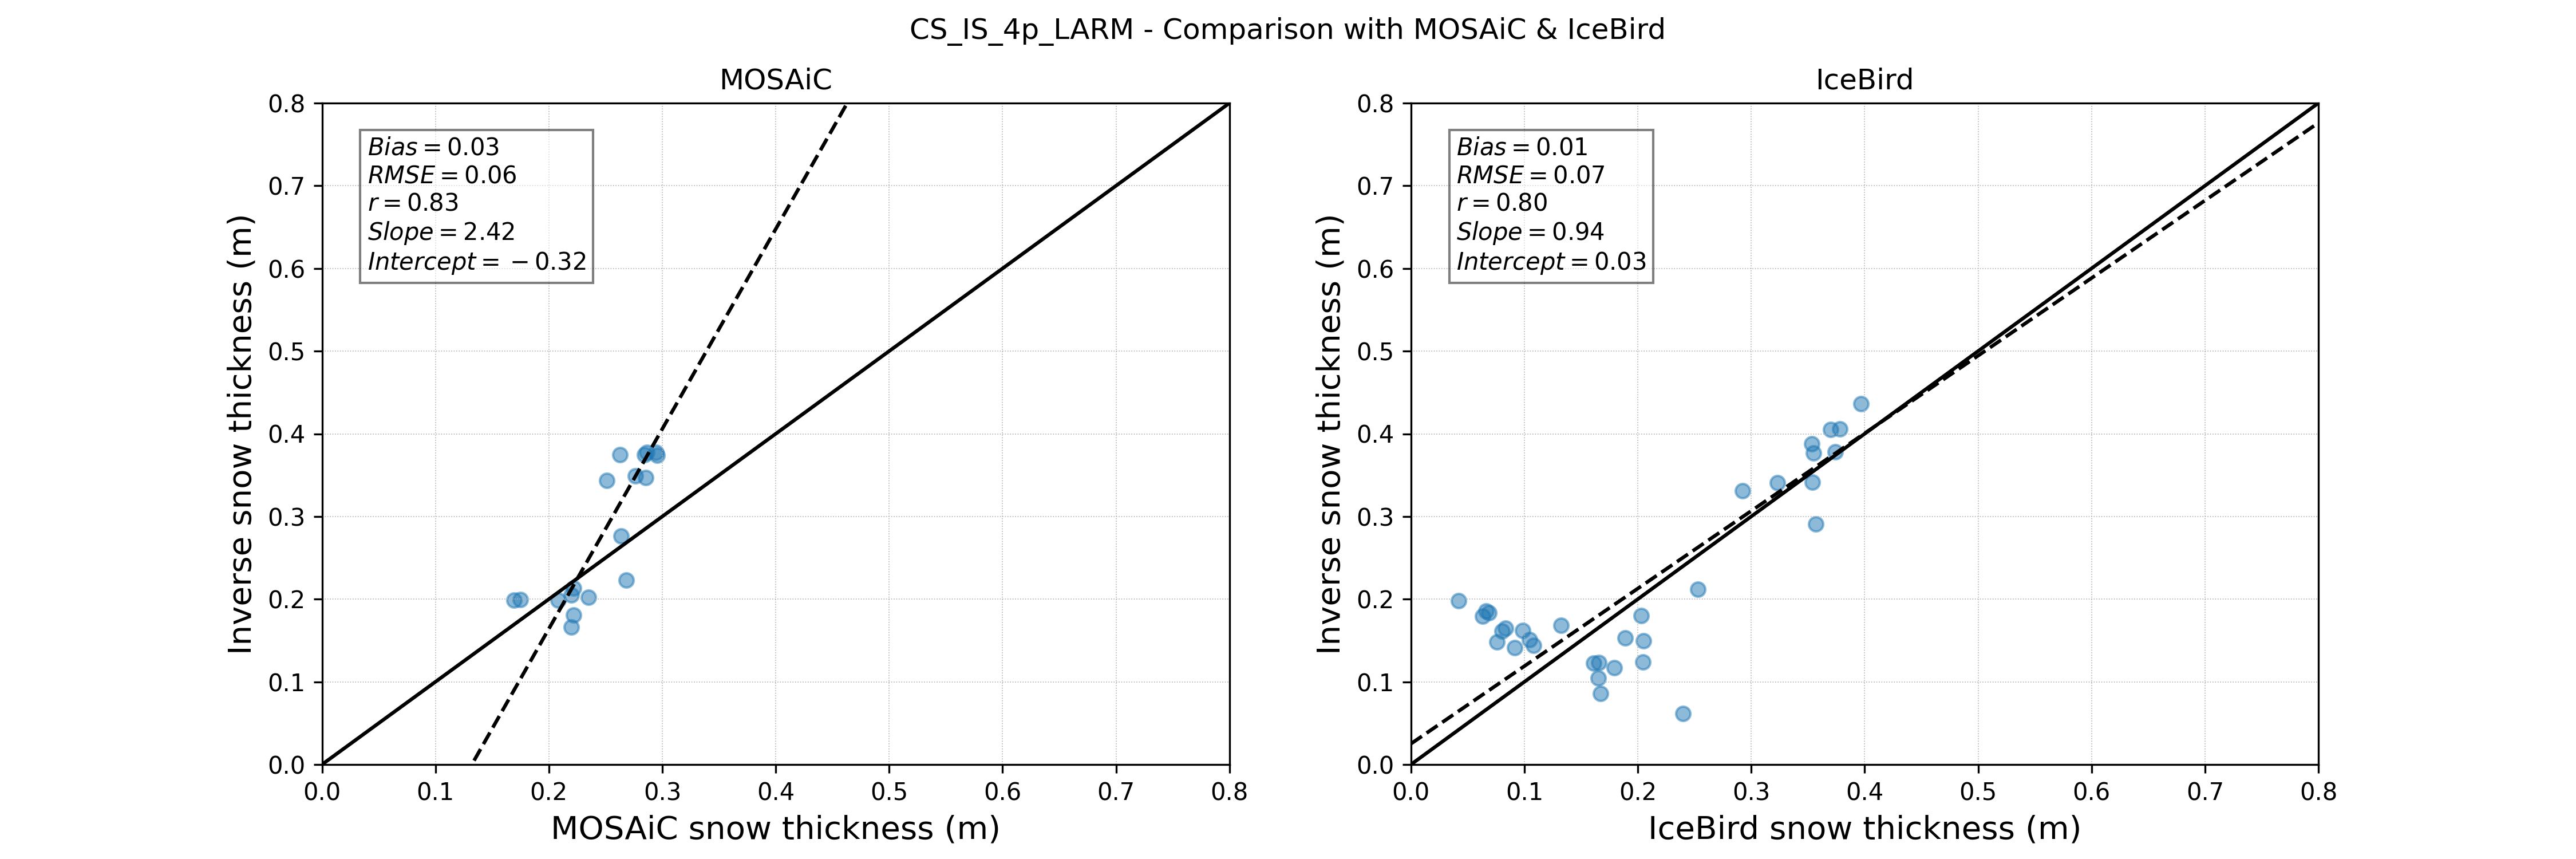 CS_IS_4p_LARM - Comparison with MOSAiC & IceBird
MOSAiC
0.8
0.7
0.6
0.5
0.4
0.3
0.2
0.1
0.0
Inverse snow thickness (m)
Bias = 0.03
RMSE = 0.06
r = 0.83
Slope = 2.42
Intercept = − 0.32
0.0 0.1 0.2 0.3 0.4 0.5 0.6 0.7 0.8
MOSAiC snow thickness (m)
IceBird
0.8
0.7
0.6
0.5
0.4
0.3
0.2
0.1
0.0
Inverse snow thickness (m)
Bias = 0.01
RMSE = 0.07
r = 0.80
Slope = 0.94
Intercept = 0.03
0.0 0.1 0.2 0.3 0.4 0.5 0.6 0.7 0.8
IceBird snow thickness (m)